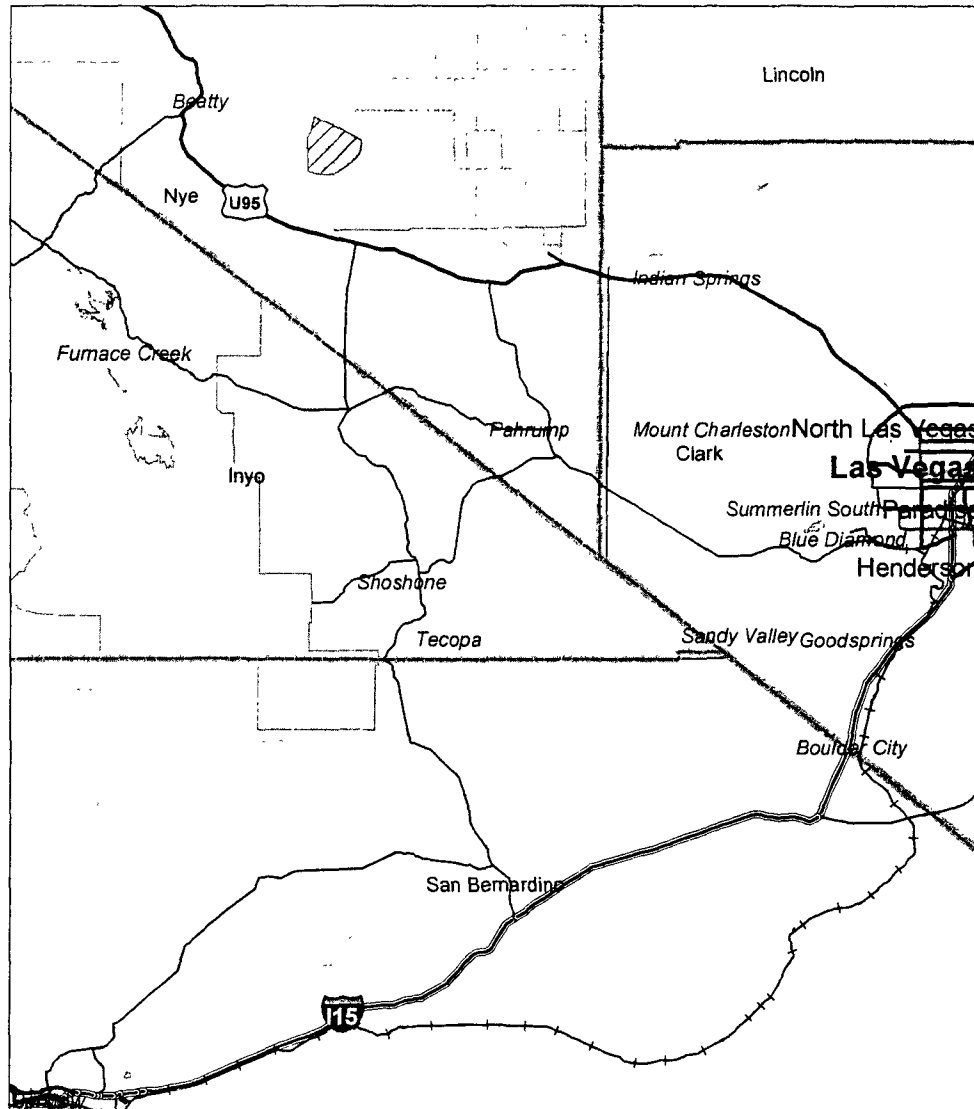 Lincoln
Beatty
Nye
U95
Indian Springs
Furnace Creek
Pahrump
Mount Charleston
North Las Vegas
Clark
Las Vegas
Inyo
Summerlin South
Paradise
Blue Diamond
Henderson
Shoshone
Tecopa
Sandy Valley
Goodsprings
Boulder City
San Bernardino
I15